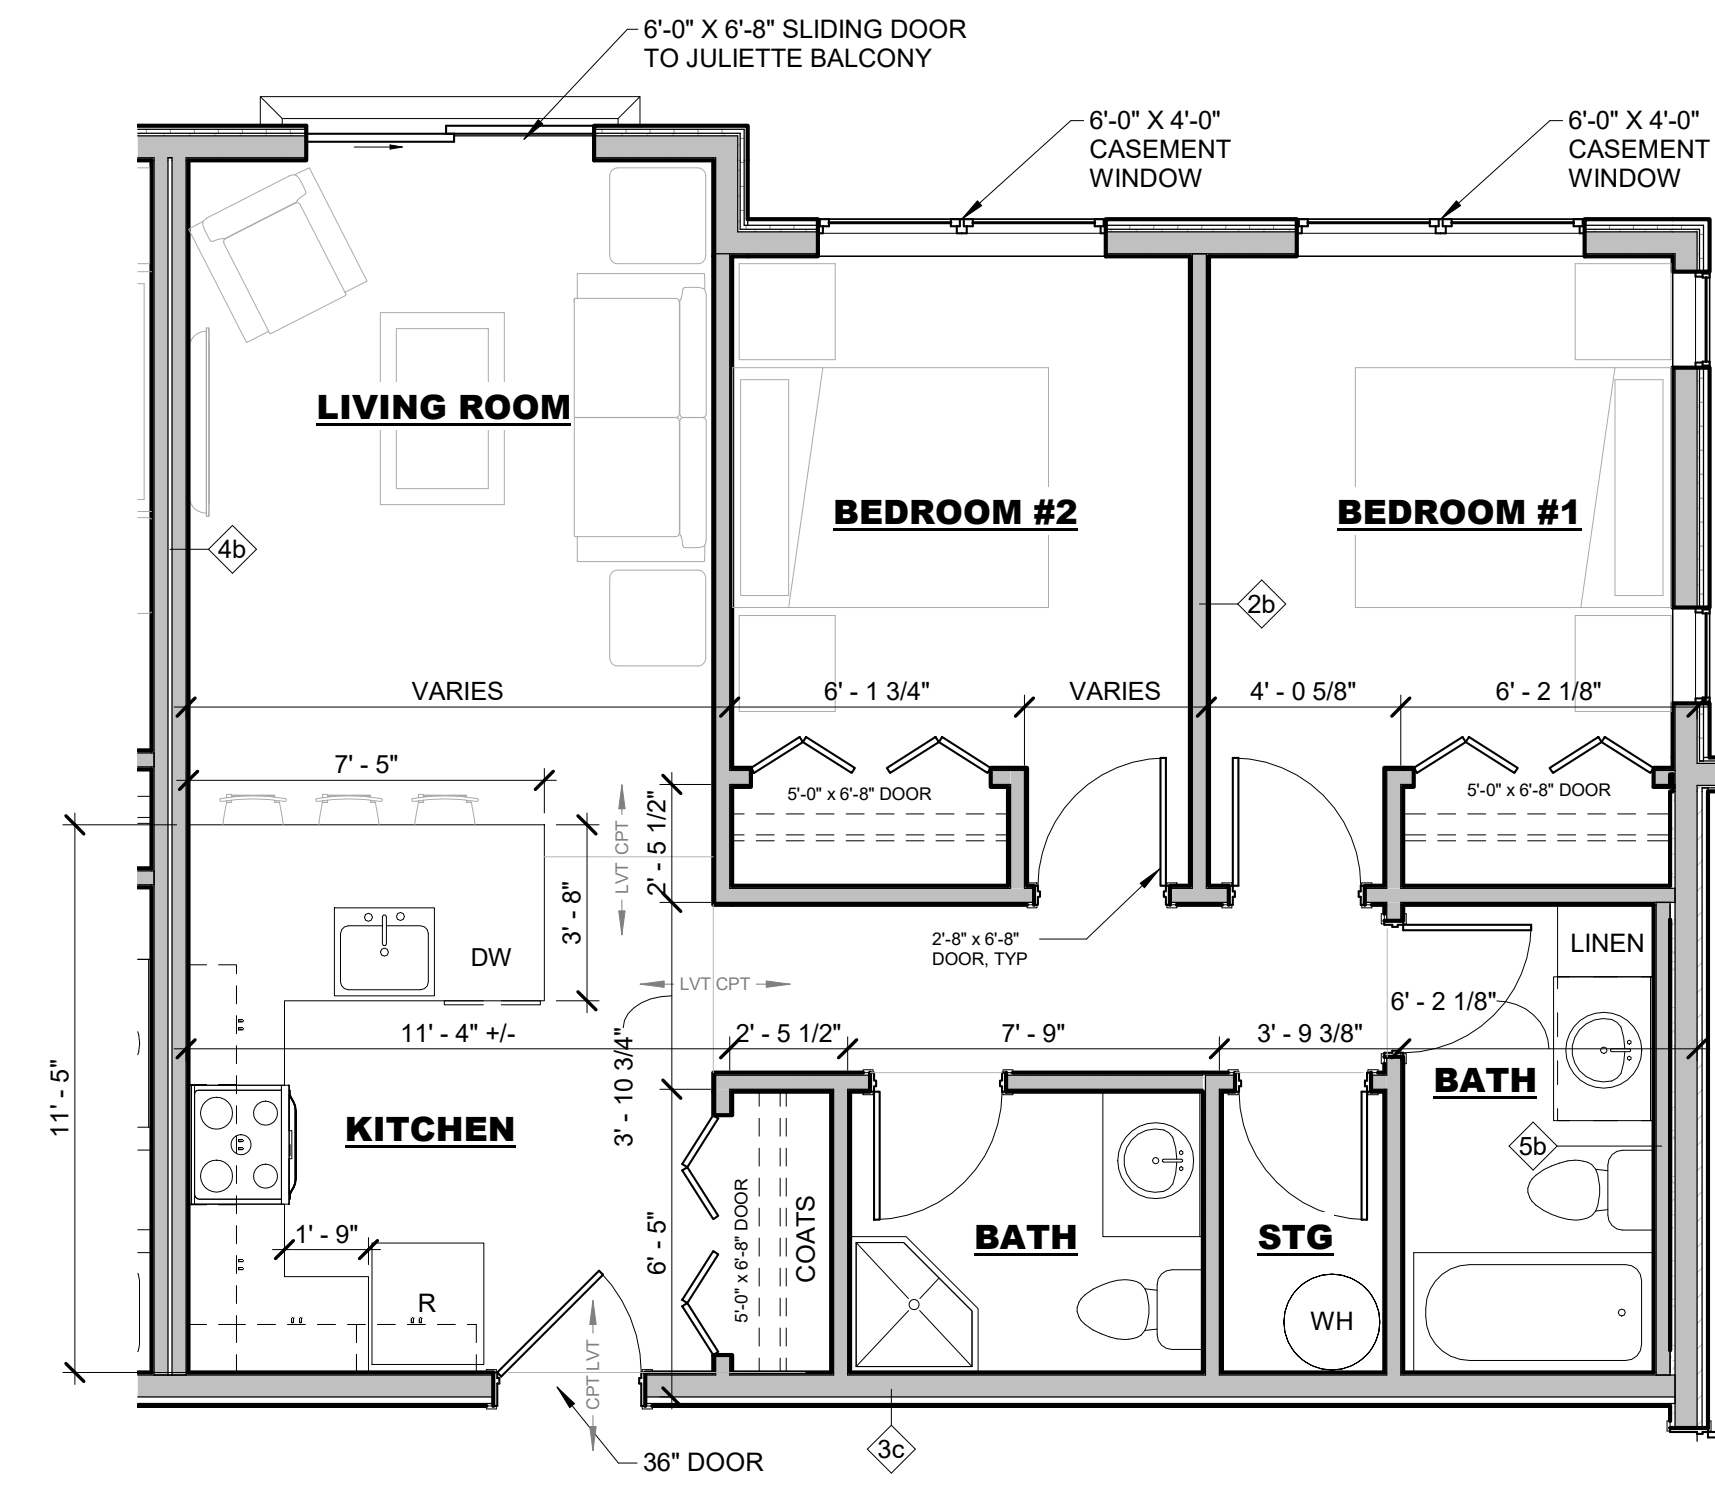 6'-0" X 6'-8" SLIDING DOOR
TO JULIETTE BALCONY
6'-0" X 4'-0"
CASEMENT
WINDOW
6'-0" X 4'-0"
CASEMENT
WINDOW
LIVING ROOM
BEDROOM #2
BEDROOM #1
4b
2b
VARIES
6' - 1 3/4"
VARIES
4' - 0 5/8"
6' - 2 1/8"
7' - 5"
5'-0" x 6'-8" DOOR
5'-0" x 6'-8" DOOR
LVT CPT
2' - 5 1/2"
3' - 8"
DW
2'-8" x 6'-8"
DOOR, TYP
LINEN
LVT CPT
6' - 2 1/8"
11' - 4" +/-
2' - 5 1/2"
7' - 9"
3' - 9 3/8"
11' - 5"
3' - 10 3/4"
BATH
KITCHEN
5b
1' - 9"
6' - 5"
5'-0" x 6'-8" DOOR
COATS
BATH
STG
R
WH
CPT LVT
36" DOOR
3c